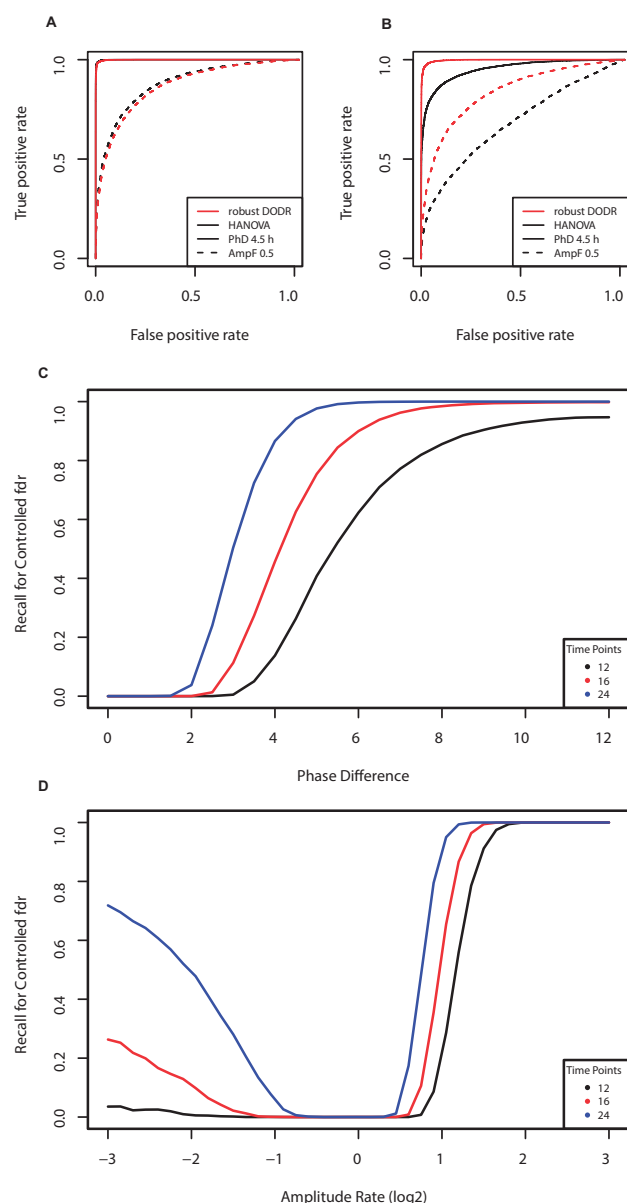 A
B
True positive rate
1.0
0.5
0.0
robust DODR
HANOVA
PhD 4.5 h
AmpF 0.5
0.0 0.5 1.0
False positive rate
True positive rate
1.0
0.5
0.0
robust DODR
HANOVA
PhD 4.5 h
AmpF 0.5
0.0 0.5 1.0
False positive rate
C
Recall for Controlled fdr
1.0
0.8
0.6
0.4
0.2
0.0
Time Points
12
16
24
0 2 4 6 8 10 12
Phase Difference
D
Recall for Controlled fdr
1.0
0.8
0.6
0.4
0.2
0.0
Time Points
12
16
24
−3 −2 −1 0 1 2 3
Amplitude Rate (log2)